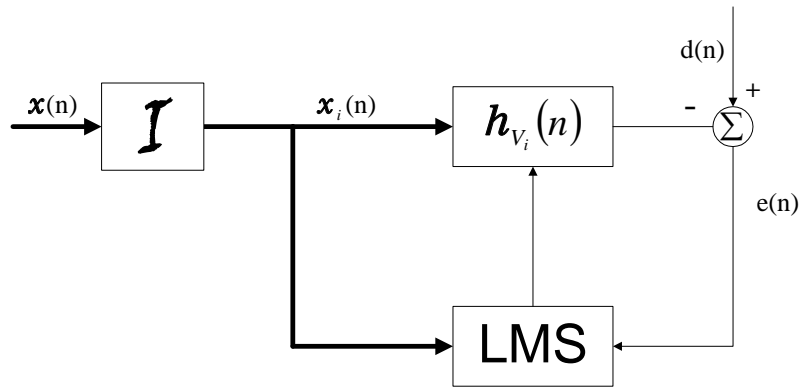 d(n)
x(n)
I
x_i(n)
h_{V_i}(n)
-
+
Σ
e(n)
LMS